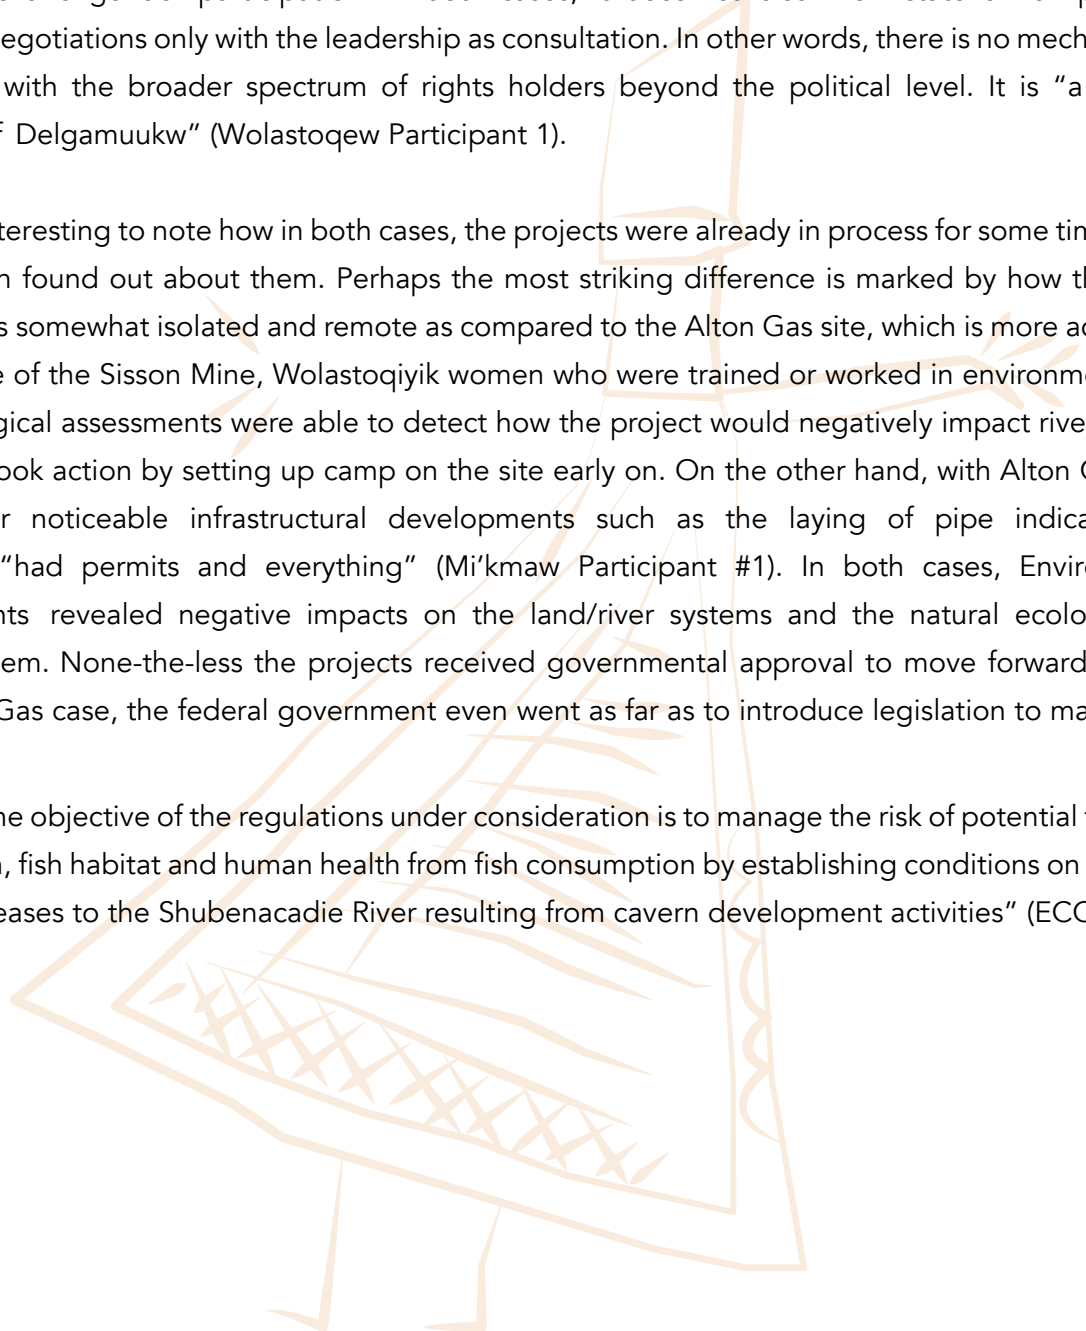 egotiations only with the leadership as consultation. In other words, there is no mech
with the broader spectrum of rights holders beyond the political level. It is “a
f Delgamuukw” (Wolastoqew Participant 1).
teresting to note how in both cases, the projects were already in process for some tim
n found out about them. Perhaps the most striking difference is marked by how th
s somewhat isolated and remote as compared to the Alton Gas site, which is more ac
e of the Sisson Mine, Wolastoqiyik women who were trained or worked in environme
gical assessments were able to detect how the project would negatively impact rive
ook action by setting up camp on the site early on. On the other hand, with Alton G
r noticeable infrastructural developments such as the laying of pipe indica
“had permits and everything” (Mi’kmaw Participant #1). In both cases, Enviro
nts revealed negative impacts on the land/river systems and the natural ecolo
em. None-the-less the projects received governmental approval to move forward
Gas case, the federal government even went as far as to introduce legislation to ma
ne objective of the regulations under consideration is to manage the risk of potential
, fish habitat and human health from fish consumption by establishing conditions on
eases to the Shubenacadie River resulting from cavern development activities” (ECC